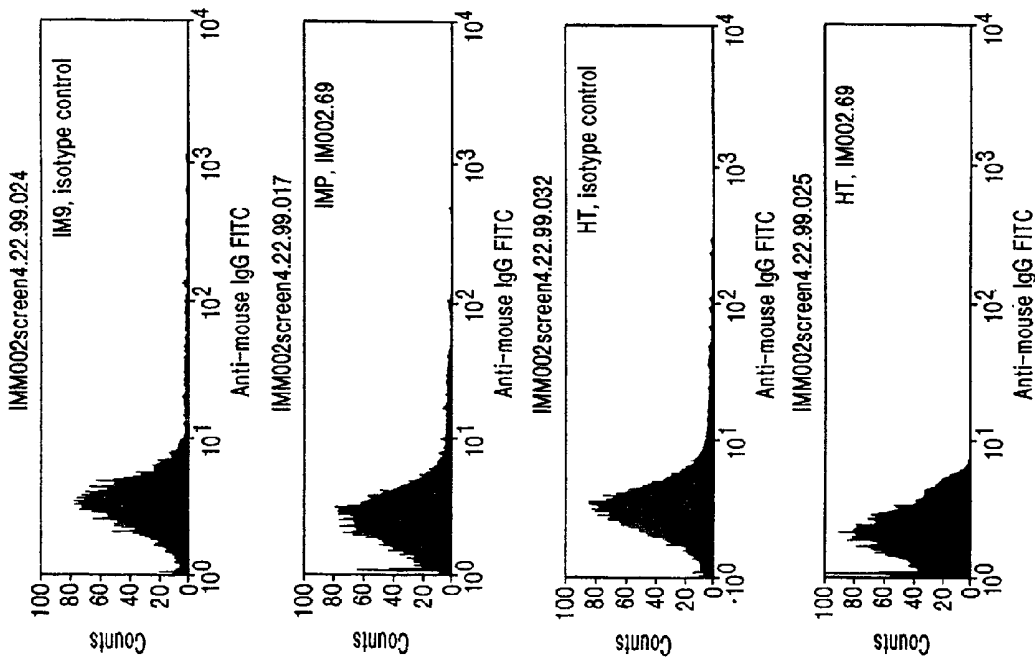 IMM002screen4.22.99.024
100
80
60
40
20
0
Counts
IM9, isotype control
10^0 10^1 10^2 10^3 10^4
Anti-mouse IgG FITC
IMM002screen4.22.99.017
100
80
60
40
20
0
Counts
IMP, IM002.69
10^0 10^1 10^2 10^3 10^4
Anti-mouse IgG FITC
IMM002screen4.22.99.032
100
80
60
40
20
0
Counts
HT, isotype control
-10^0 10^1 10^2 10^3 10^4
Anti-mouse IgG FITC
IMM002screen4.22.99.025
100
80
60
40
20
0
Counts
HT, IM002.69
10^0 10^1 10^2 10^3 10^4
Anti-mouse IgG FITC